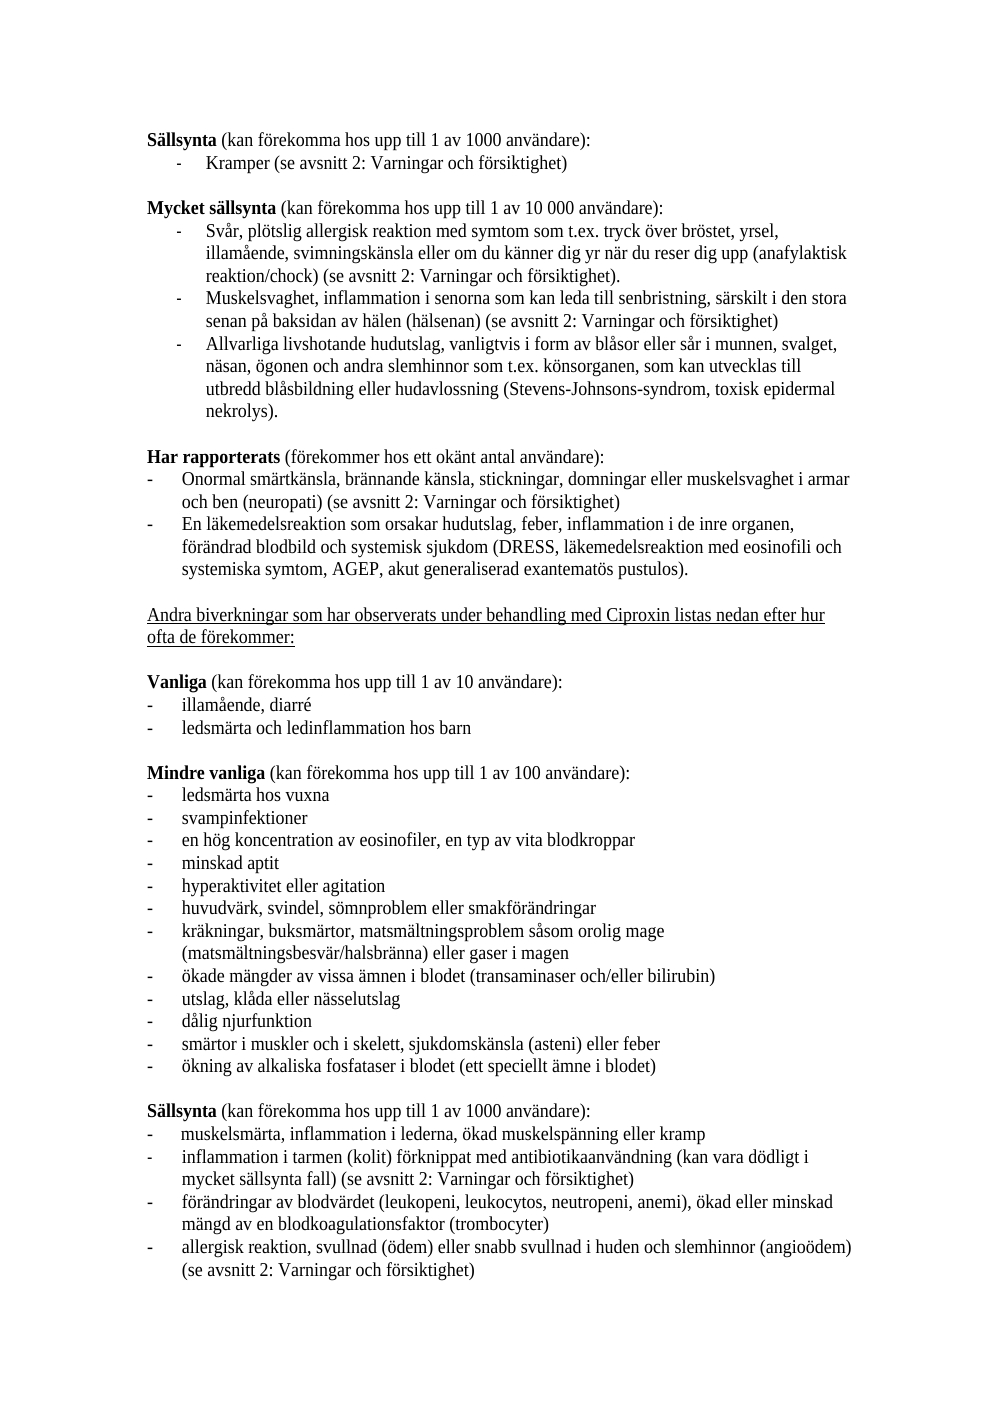 Sällsynta (kan förekomma hos upp till 1 av 1000 användare):
- Kramper (se avsnitt 2: Varningar och försiktighet)
Mycket sällsynta (kan förekomma hos upp till 1 av 10 000 användare):
- Svår, plötslig allergisk reaktion med symtom som t.ex. tryck över bröstet, yrsel,
illamående, svimningskänsla eller om du känner dig yr när du reser dig upp (anafylaktisk
reaktion/chock) (se avsnitt 2: Varningar och försiktighet).
- Muskelsvaghet, inflammation i senorna som kan leda till senbristning, särskilt i den stora
senan på baksidan av hälen (hälsenan) (se avsnitt 2: Varningar och försiktighet)
- Allvarliga livshotande hudutslag, vanligtvis i form av blåsor eller sår i munnen, svalget,
näsan, ögonen och andra slemhinnor som t.ex. könsorganen, som kan utvecklas till
utbredd blåsbildning eller hudavlossning (Stevens-Johnsons-syndrom, toxisk epidermal
nekrolys).
Har rapporterats (förekommer hos ett okänt antal användare):
- Onormal smärtkänsla, brännande känsla, stickningar, domningar eller muskelsvaghet i armar
och ben (neuropati) (se avsnitt 2: Varningar och försiktighet)
- En läkemedelsreaktion som orsakar hudutslag, feber, inflammation i de inre organen,
förändrad blodbild och systemisk sjukdom (DRESS, läkemedelsreaktion med eosinofili och
systemiska symtom, AGEP, akut generaliserad exantematös pustulos).
Andra biverkningar som har observerats under behandling med Ciproxin listas nedan efter hur
ofta de förekommer:
Vanliga (kan förekomma hos upp till 1 av 10 användare):
- illamående, diarré
- ledsmärta och ledinflammation hos barn
Mindre vanliga (kan förekomma hos upp till 1 av 100 användare):
- ledsmärta hos vuxna
- svampinfektioner
- en hög koncentration av eosinofiler, en typ av vita blodkroppar
- minskad aptit
- hyperaktivitet eller agitation
- huvudvärk, svindel, sömnproblem eller smakförändringar
- kräkningar, buksmärtor, matsmältningsproblem såsom orolig mage
(matsmältningsbesvär/halsbränna) eller gaser i magen
- ökade mängder av vissa ämnen i blodet (transaminaser och/eller bilirubin)
- utslag, klåda eller nässelutslag
- dålig njurfunktion
- smärtor i muskler och i skelett, sjukdomskänsla (asteni) eller feber
- ökning av alkaliska fosfataser i blodet (ett speciellt ämne i blodet)
Sällsynta (kan förekomma hos upp till 1 av 1000 användare):
- muskelsmärta, inflammation i lederna, ökad muskelspänning eller kramp
- inflammation i tarmen (kolit) förknippat med antibiotikaanvändning (kan vara dödligt i
mycket sällsynta fall) (se avsnitt 2: Varningar och försiktighet)
- förändringar av blodvärdet (leukopeni, leukocytos, neutropeni, anemi), ökad eller minskad
mängd av en blodkoagulationsfaktor (trombocyter)
- allergisk reaktion, svullnad (ödem) eller snabb svullnad i huden och slemhinnor (angioödem)
(se avsnitt 2: Varningar och försiktighet)